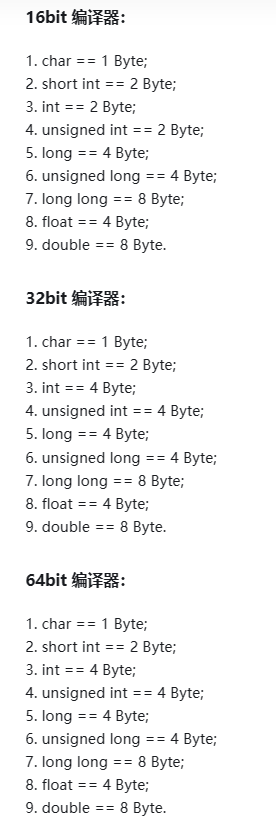 16bit 编译器：
1. char == 1 Byte;
2. short int == 2 Byte;
3. int == 2 Byte;
4. unsigned int == 2 Byte;
5. long == 4 Byte;
6. unsigned long == 4 Byte;
7. long long == 8 Byte;
8. float == 4 Byte;
9. double == 8 Byte.
32bit 编译器：
1. char == 1 Byte;
2. short int == 2 Byte;
3. int == 4 Byte;
4. unsigned int == 4 Byte;
5. long == 4 Byte;
6. unsigned long == 4 Byte;
7. long long == 8 Byte;
8. float == 4 Byte;
9. double == 8 Byte.
64bit 编译器：
1. char == 1 Byte;
2. short int == 2 Byte;
3. int == 4 Byte;
4. unsigned int == 4 Byte;
5. long == 4 Byte;
6. unsigned long == 4 Byte;
7. long long == 8 Byte;
8. float == 4 Byte;
9. double == 8 Byte.